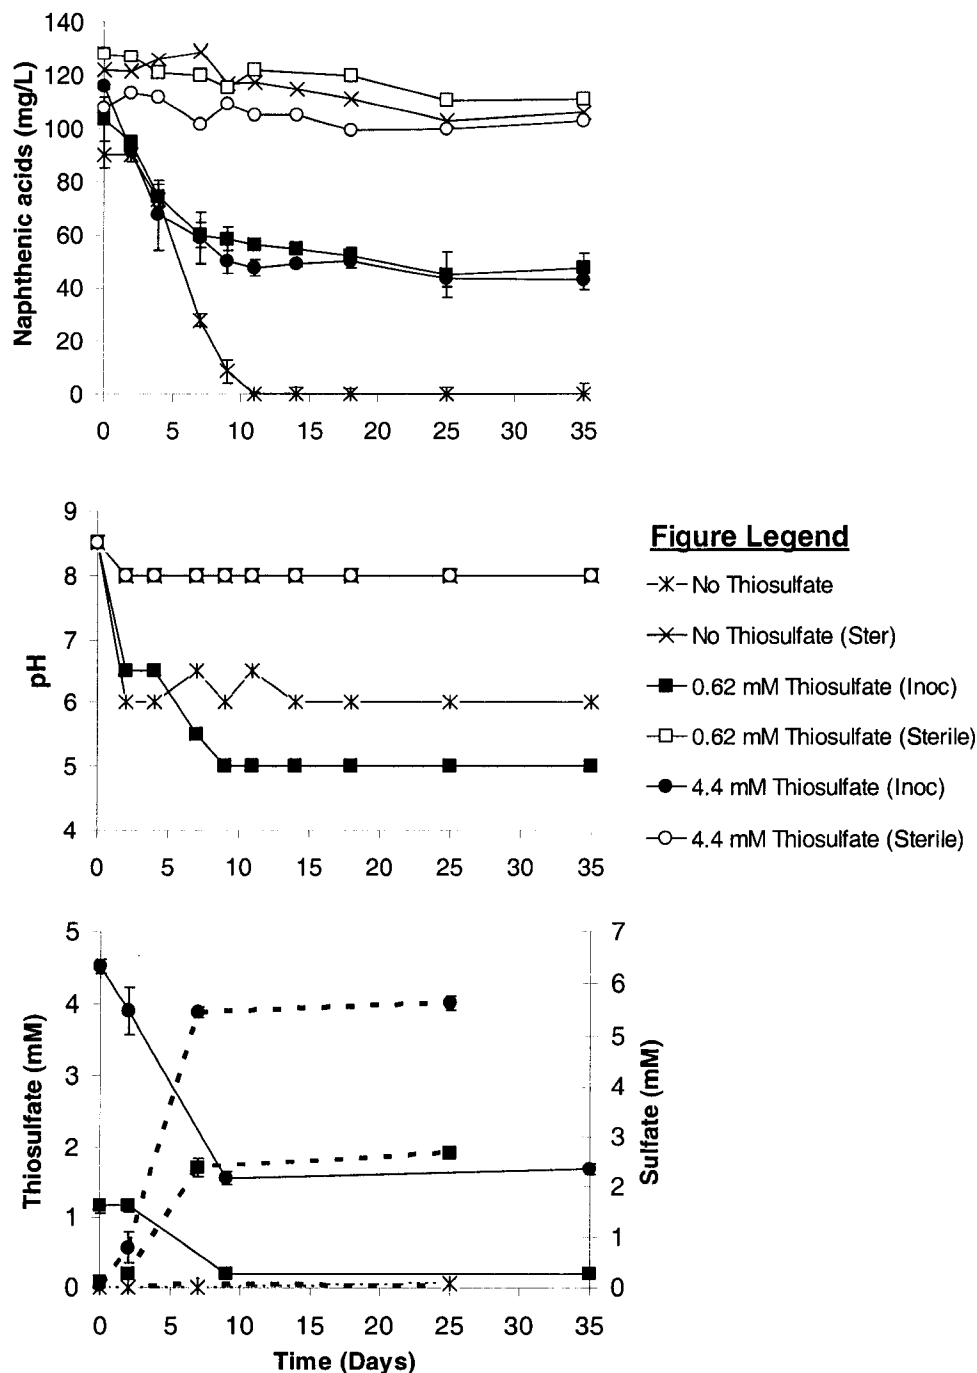 Naphthenic acids (mg/L)
140
120
100
80
60
40
20
0
0 5 10 15 20 25 30 35
pH
9
8
7
6
5
4
0 5 10 15 20 25 30 35
Figure Legend
No Thiosulfate
No Thiosulfate (Ster)
0.62 mM Thiosulfate (Inoc)
0.62 mM Thiosulfate (Sterile)
4.4 mM Thiosulfate (Inoc)
4.4 mM Thiosulfate (Sterile)
Thiosulfate (mM)
5
4
3
2
1
0
7
6
5
4
3
2
1
0
Sulfate (mM)
0 5 10 15 20 25 30 35
Time (Days)